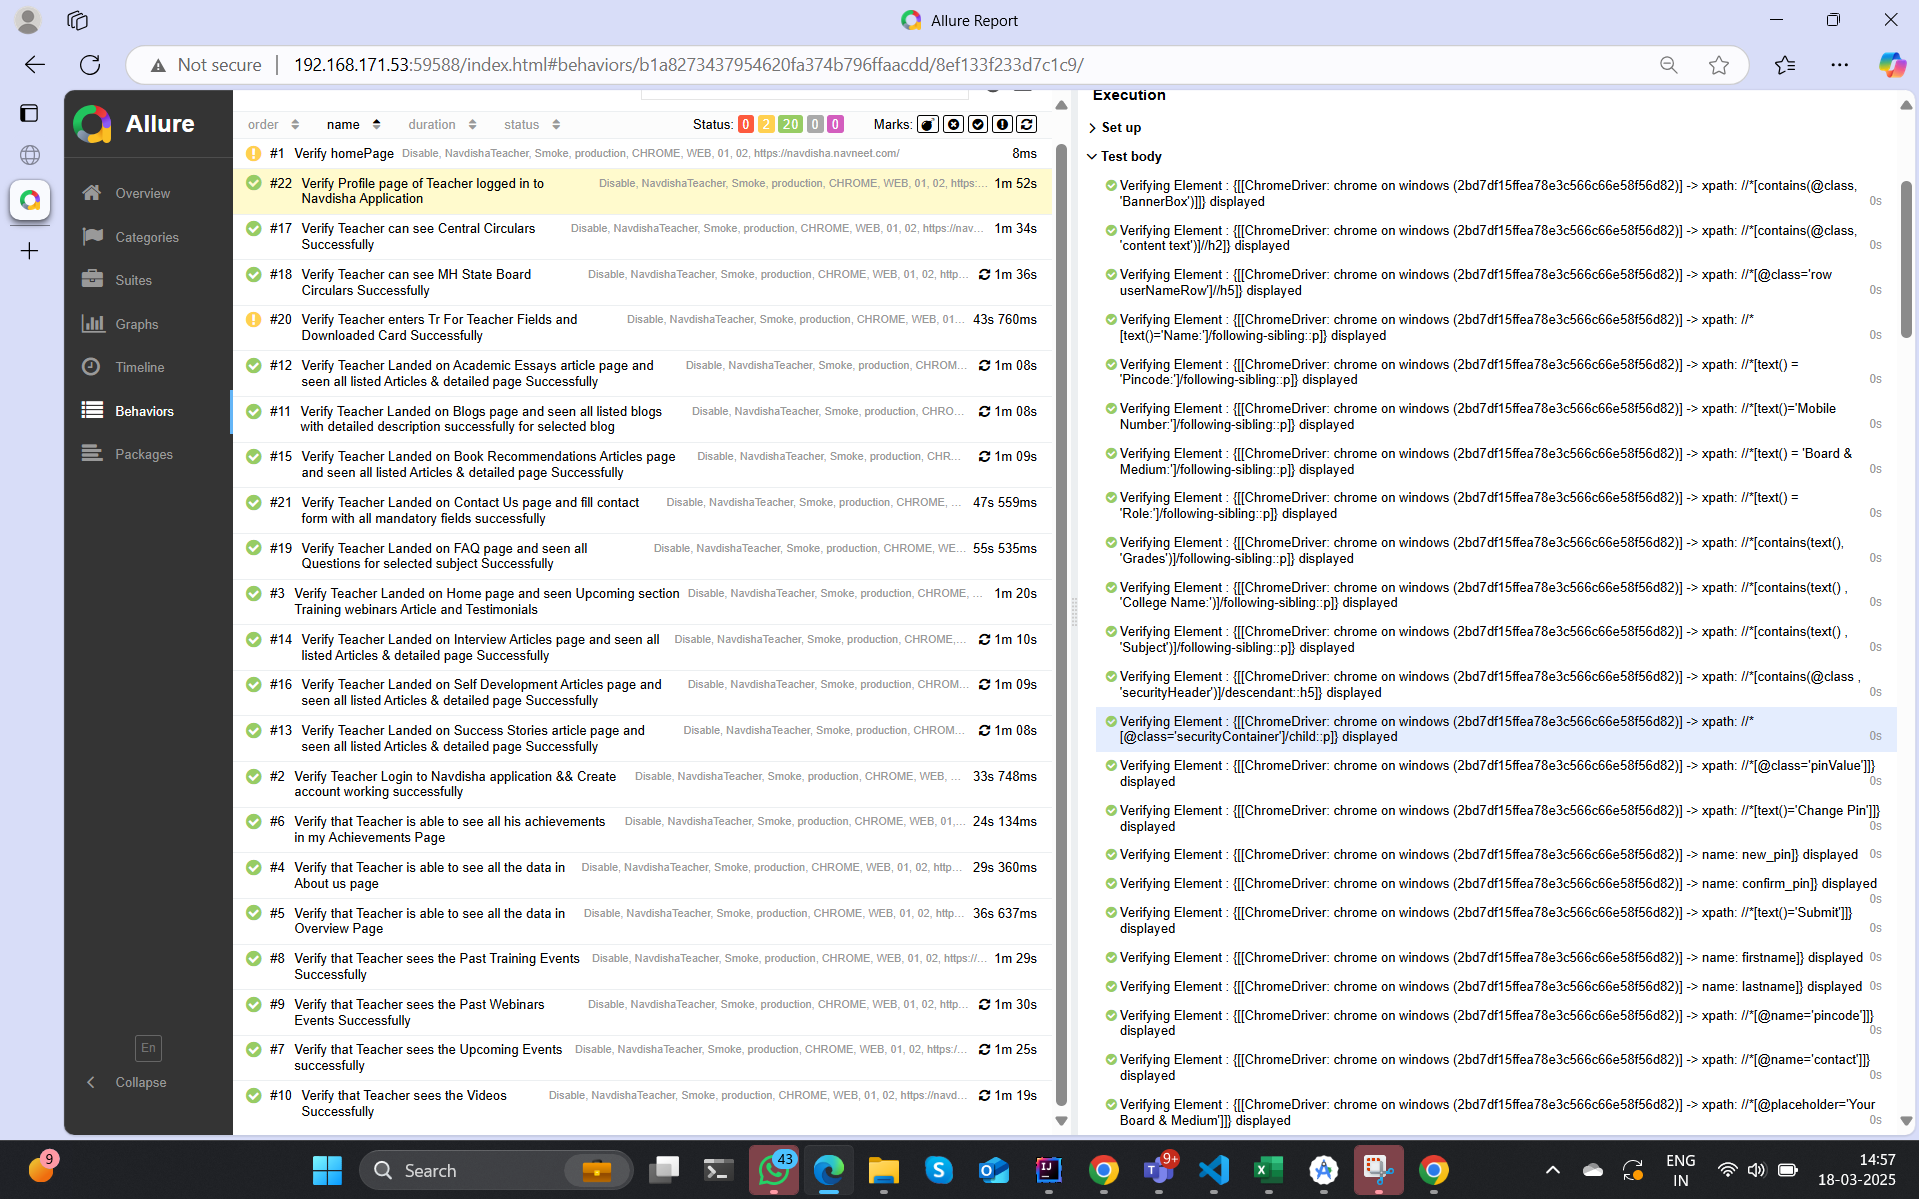 Allure Report
Not secure
192.168.171.53:59588/index.html#behaviors/b1a8273437954620fa374b796ffaacdd/8ef133f233d7c1c9/
Allure
Overview
Categories
Suites
Graphs
Timeline
Behaviors
Packages
En
Collapse
order name duration status Status: 0 2 20 0 0 Marks:
#1 Verify homePage Disable, NavdishaTeacher, Smoke, production, CHROME, WEB, 01, 02, https://navdisha.navneet.com/ 8ms
#22 Verify Profile page of Teacher logged in to Disable, NavdishaTeacher, Smoke, production, CHROME, WEB, 01, 02, https:... 1m 52s
Navdisha Application
#17 Verify Teacher can see Central Circulars Disable, NavdishaTeacher, Smoke, production, CHROME, WEB, 01, 02, https://nav... 1m 34s
Successfully
#18 Verify Teacher can see MH State Board Disable, NavdishaTeacher, Smoke, production, CHROME, WEB, 01, 02, http... 1m 36s
Circulars Successfully
#20 Verify Teacher enters Tr For Teacher Fields and Disable, NavdishaTeacher, Smoke, production, CHROME, WEB, 01... 43s 760ms
Downloaded Card Successfully
#12 Verify Teacher Landed on Academic Essays article page and Disable, NavdishaTeacher, Smoke, production, CHROM... 1m 08s
seen all listed Articles & detailed page Successfully
#11 Verify Teacher Landed on Blogs page and seen all listed blogs Disable, NavdishaTeacher, Smoke, production, CHRO... 1m 08s
with detailed description successfully for selected blog
#15 Verify Teacher Landed on Book Recommendations Articles page Disable, NavdishaTeacher, Smoke, production, CHR... 1m 09s
and seen all listed Articles & detailed page Successfully
#21 Verify Teacher Landed on Contact Us page and fill contact Disable, NavdishaTeacher, Smoke, production, CHROME, ... 47s 559ms
form with all mandatory fields successfully
#19 Verify Teacher Landed on FAQ page and seen all Disable, NavdishaTeacher, Smoke, production, CHROME, WE... 55s 535ms
Questions for selected subject Successfully
#3 Verify Teacher Landed on Home page and seen Upcoming section Disable, NavdishaTeacher, Smoke, production, CHROME, ... 1m 20s
Training webinars Article and Testimonials
#14 Verify Teacher Landed on Interview Articles page and seen all Disable, NavdishaTeacher, Smoke, production, CHROME,... 1m 10s
listed Articles & detailed page Successfully
#16 Verify Teacher Landed on Self Development Articles page and Disable, NavdishaTeacher, Smoke, production, CHROM... 1m 09s
seen all listed Articles & detailed page Successfully
#13 Verify Teacher Landed on Success Stories article page and Disable, NavdishaTeacher, Smoke, production, CHROM... 1m 08s
seen all listed Articles & detailed page Successfully
#2 Verify Teacher Login to Navdisha application && Create Disable, NavdishaTeacher, Smoke, production, CHROME, WEB, ... 33s 748ms
account working successfully
#6 Verify that Teacher is able to see all his achievements Disable, NavdishaTeacher, Smoke, production, CHROME, WEB, 01,... 24s 134ms
in my Achievements Page
#4 Verify that Teacher is able to see all the data in Disable, NavdishaTeacher, Smoke, production, CHROME, WEB, 01, 02, http... 29s 360ms
About us page
#5 Verify that Teacher is able to see all the data in Disable, NavdishaTeacher, Smoke, production, CHROME, WEB, 01, 02, http... 36s 637ms
Overview Page
#8 Verify that Teacher sees the Past Training Events Disable, NavdishaTeacher, Smoke, production, CHROME, WEB, 01, 02, https://... 1m 29s
Successfully
#9 Verify that Teacher sees the Past Webinars Disable, NavdishaTeacher, Smoke, production, CHROME, WEB, 01, 02, http... 1m 30s
Events Successfully
#7 Verify that Teacher sees the Upcoming Events Disable, NavdishaTeacher, Smoke, production, CHROME, WEB, 01, 02, https:/... 1m 25s
successfully
#10 Verify that Teacher sees the Videos Disable, NavdishaTeacher, Smoke, production, CHROME, WEB, 01, 02, https://navd... 1m 19s
Successfully
Execution
Set up
Test body
Verifying Element : {[[ChromeDriver: chrome on windows (2bd7df15ffea78e3c566c66e58f56d82)] -> xpath: //*[contains(@class,
'BannerBox')]]} displayed 0s
Verifying Element : {[[ChromeDriver: chrome on windows (2bd7df15ffea78e3c566c66e58f56d82)] -> xpath: //*[contains(@class,
'content text')]//h2]} displayed 0s
Verifying Element : {[[ChromeDriver: chrome on windows (2bd7df15ffea78e3c566c66e58f56d82)] -> xpath: //*[@class='row
userNameRow']//h5]} displayed 0s
Verifying Element : {[[ChromeDriver: chrome on windows (2bd7df15ffea78e3c566c66e58f56d82)] -> xpath: //*
[text()='Name:']/following-sibling::p]} displayed 0s
Verifying Element : {[[ChromeDriver: chrome on windows (2bd7df15ffea78e3c566c66e58f56d82)] -> xpath: //*[text() =
'Pincode:']/following-sibling::p]} displayed 0s
Verifying Element : {[[ChromeDriver: chrome on windows (2bd7df15ffea78e3c566c66e58f56d82)] -> xpath: //*[text()='Mobile
Number:']/following-sibling::p]} displayed 0s
Verifying Element : {[[ChromeDriver: chrome on windows (2bd7df15ffea78e3c566c66e58f56d82)] -> xpath: //*[text() = 'Board &
Medium:']/following-sibling::p]} displayed 0s
Verifying Element : {[[ChromeDriver: chrome on windows (2bd7df15ffea78e3c566c66e58f56d82)] -> xpath: //*[text() =
'Role:']/following-sibling::p]} displayed 0s
Verifying Element : {[[ChromeDriver: chrome on windows (2bd7df15ffea78e3c566c66e58f56d82)] -> xpath: //*[contains(text(),
'Grades')]/following-sibling::p]} displayed 0s
Verifying Element : {[[ChromeDriver: chrome on windows (2bd7df15ffea78e3c566c66e58f56d82)] -> xpath: //*[contains(text() ,
'College Name:')]/following-sibling::p]} displayed 0s
Verifying Element : {[[ChromeDriver: chrome on windows (2bd7df15ffea78e3c566c66e58f56d82)] -> xpath: //*[contains(text() ,
'Subject')]/following-sibling::p]} displayed 0s
Verifying Element : {[[ChromeDriver: chrome on windows (2bd7df15ffea78e3c566c66e58f56d82)] -> xpath: //*[contains(@class ,
'securityHeader')]/descendant::h5]} displayed 0s
Verifying Element : {[[ChromeDriver: chrome on windows (2bd7df15ffea78e3c566c66e58f56d82)] -> xpath: //*
[@class='securityContainer']/child::p]} displayed 0s
Verifying Element : {[[ChromeDriver: chrome on windows (2bd7df15ffea78e3c566c66e58f56d82)] -> xpath: //*[@class='pinValue']]}
displayed 0s
Verifying Element : {[[ChromeDriver: chrome on windows (2bd7df15ffea78e3c566c66e58f56d82)] -> xpath: //*[text()='Change Pin']]}
displayed 0s
Verifying Element : {[[ChromeDriver: chrome on windows (2bd7df15ffea78e3c566c66e58f56d82)] -> name: new_pin]} displayed 0s
Verifying Element : {[[ChromeDriver: chrome on windows (2bd7df15ffea78e3c566c66e58f56d82)] -> name: confirm_pin]} displayed
0s
Verifying Element : {[[ChromeDriver: chrome on windows (2bd7df15ffea78e3c566c66e58f56d82)] -> xpath: //*[text()='Submit']]}
displayed 0s
Verifying Element : {[[ChromeDriver: chrome on windows (2bd7df15ffea78e3c566c66e58f56d82)] -> name: firstname]} displayed 0s
Verifying Element : {[[ChromeDriver: chrome on windows (2bd7df15ffea78e3c566c66e58f56d82)] -> name: lastname]} displayed 0s
Verifying Element : {[[ChromeDriver: chrome on windows (2bd7df15ffea78e3c566c66e58f56d82)] -> xpath: //*[@name='pincode']]}
displayed 0s
Verifying Element : {[[ChromeDriver: chrome on windows (2bd7df15ffea78e3c566c66e58f56d82)] -> xpath: //*[@name='contact']]}
displayed 0s
Verifying Element : {[[ChromeDriver: chrome on windows (2bd7df15ffea78e3c566c66e58f56d82)] -> xpath: //*[@placeholder='Your
Board & Medium']]} displayed 0s
9
Search
43
9+
ENG
IN
14:57
18-03-2025